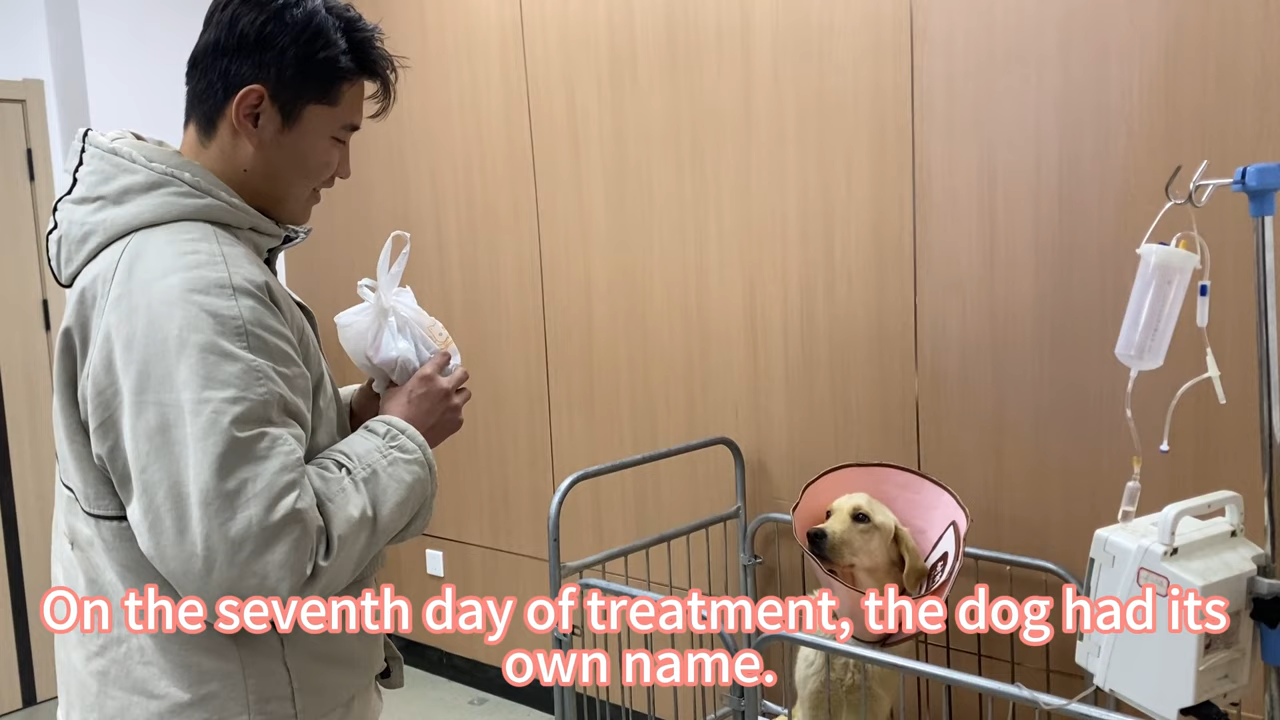 On the seventh day of treatment, the dog had its
own name.